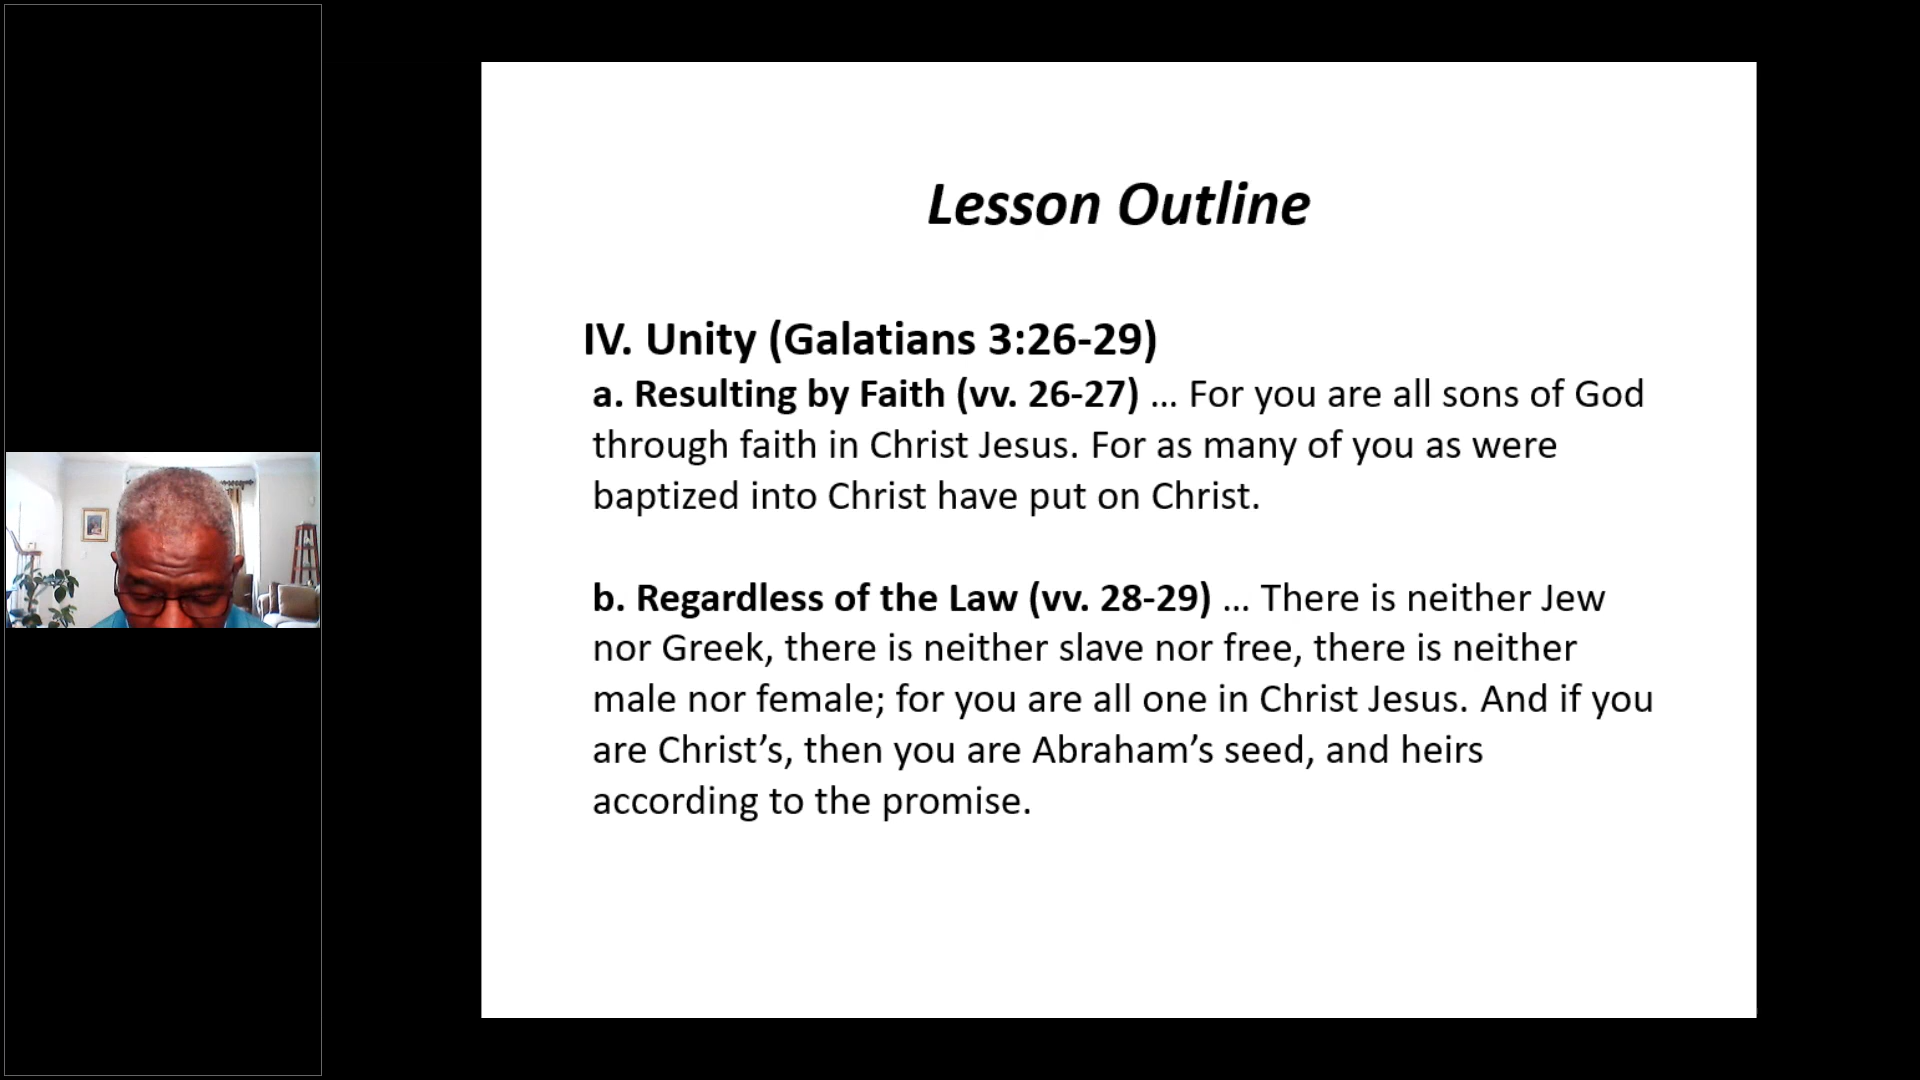 Lesson Outline
IV. Unity (Galatians 3:26-29)
a. Resulting by Faith (vv. 26-27) ... For you are all sons of God
through faith in Christ Jesus. For as many of you as were
baptized into Christ have put on Christ.
b. Regardless of the Law (vv. 28-29) ... There is neither Jew
nor Greek, there is neither slave nor free, there is neither
male nor female; for you are all one in Christ Jesus. And if you
are Christ’s, then you are Abraham’s seed, and heirs
according to the promise.